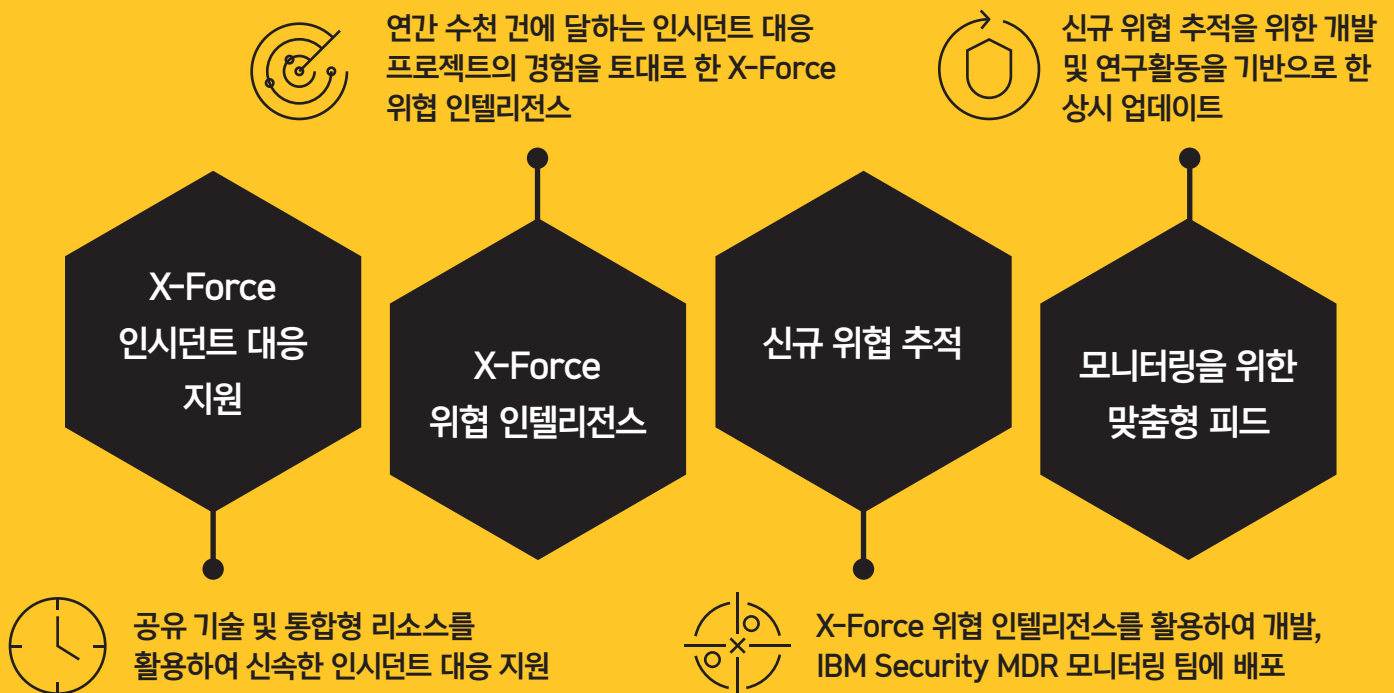 연간 수천 건에 달하는 인시던트 대응
프로젝트의 경험을 토대로 한 X-Force
위협 인텔리전스
신규 위협 추적을 위한 개발
및 연구활동을 기반으로 한
상시 업데이트
X-Force
인시던트 대응
지원
X-Force
위협 인텔리전스
신규 위협 추적
모니터링을 위한
맞춤형 피드
공유 기술 및 통합형 리소스를
활용하여 신속한 인시던트 대응 지원
X-Force 위협 인텔리전스를 활용하여 개발,
IBM Security MDR 모니터링 팀에 배포